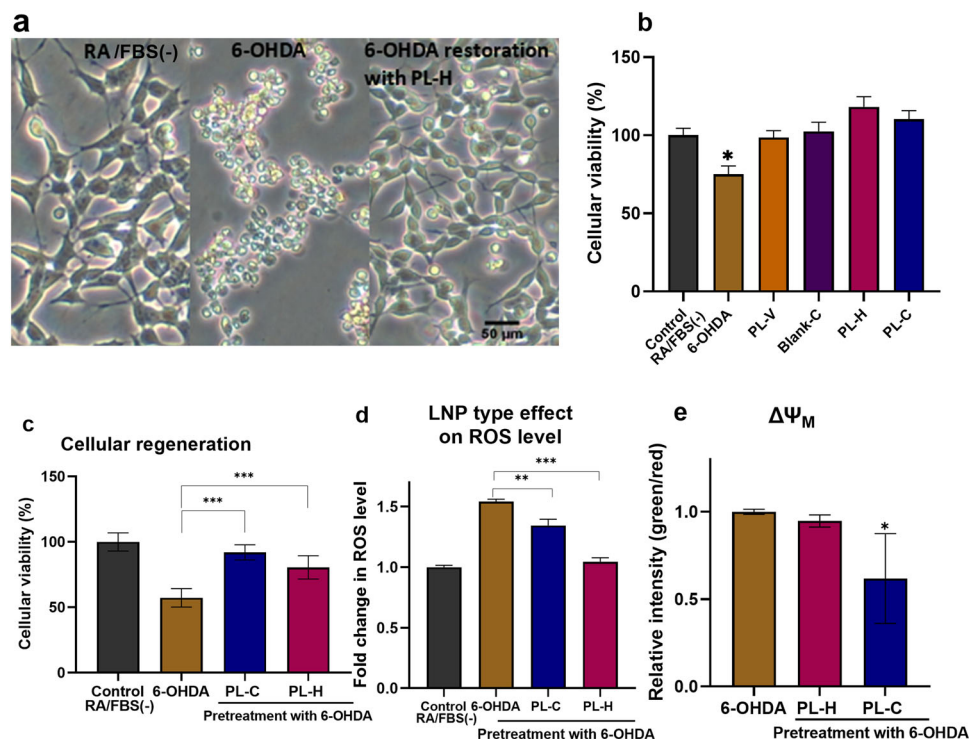 a
RA/FBS(-)
6-OHDA
6-OHDA restoration
with PL-H
50 µm
b
Cellular viability (%)
150
100
50
0
*
Control
RA/FBS(-)
6-OHDA
PL-V
Blank-C
PL-H
PL-C
c
Cellular regeneration
Cellular viability (%)
150
100
50
0
***
***
Control
RA/FBS(-)
6-OHDA
PL-C
PL-H
Pretreatment with 6-OHDA
d
LNP type effect
on ROS level
Fold change in ROS level
1.5
1.0
0.5
0.0
***
**
Control
RA/FBS(-)
6-OHDA
PL-C
PL-H
Pretreatment with 6-OHDA
e
ΔΨM
Relative intensity (green/red)
1.0
0.5
0.0
*
6-OHDA
PL-H
PL-C
Pretreatment with 6-OHDA